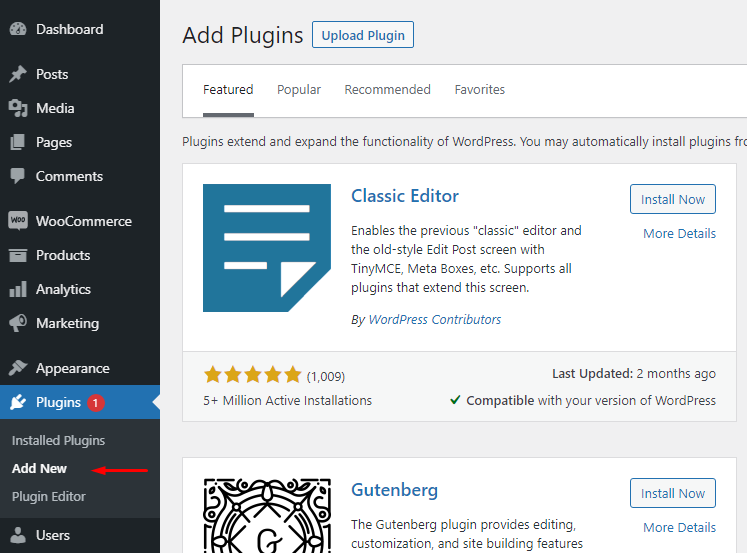 Dashboard
Posts
Media
Pages
Comments
WOO WooCommerce
Products
Analytics
Marketing
Appearance
Plugins 1
Installed Plugins
Add New
Plugin Editor
Users
Add Plugins Upload Plugin
Featured Popular Recommended Favorites
Plugins extend and expand the functionality of WordPress. You may automatically install plugins fro
Classic Editor
Install Now
More Details
Enables the previous "classic" editor and
the old-style Edit Post screen with
TinyMCE, Meta Boxes, etc. Supports all
plugins that extend this screen.
By WordPress Contributors
(1,009)
5+ Million Active Installations
Last Updated: 2 months ago
Compatible with your version of WordPress
G
Gutenberg
Install Now
More Details
The Gutenberg plugin provides editing,
customization, and site building features